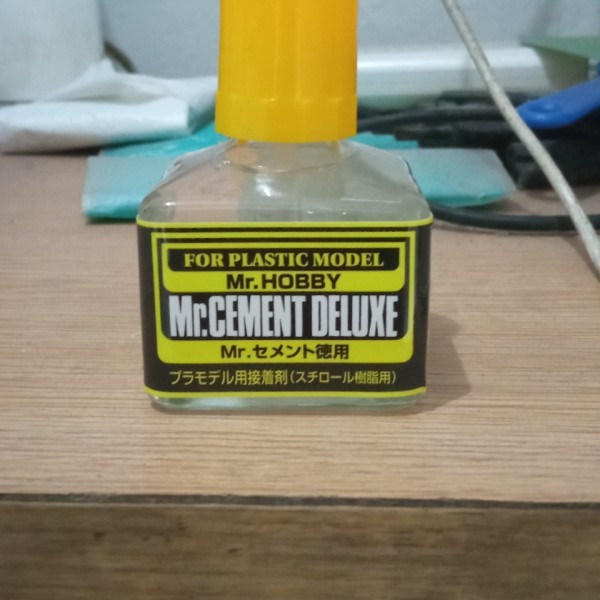 FOR PLASTIC MODEL
Mr.HOBBY
Mr.CEMENT DELUXE
Mr.セメント徳用
プラモデル用接着剤(スチロール樹脂用)